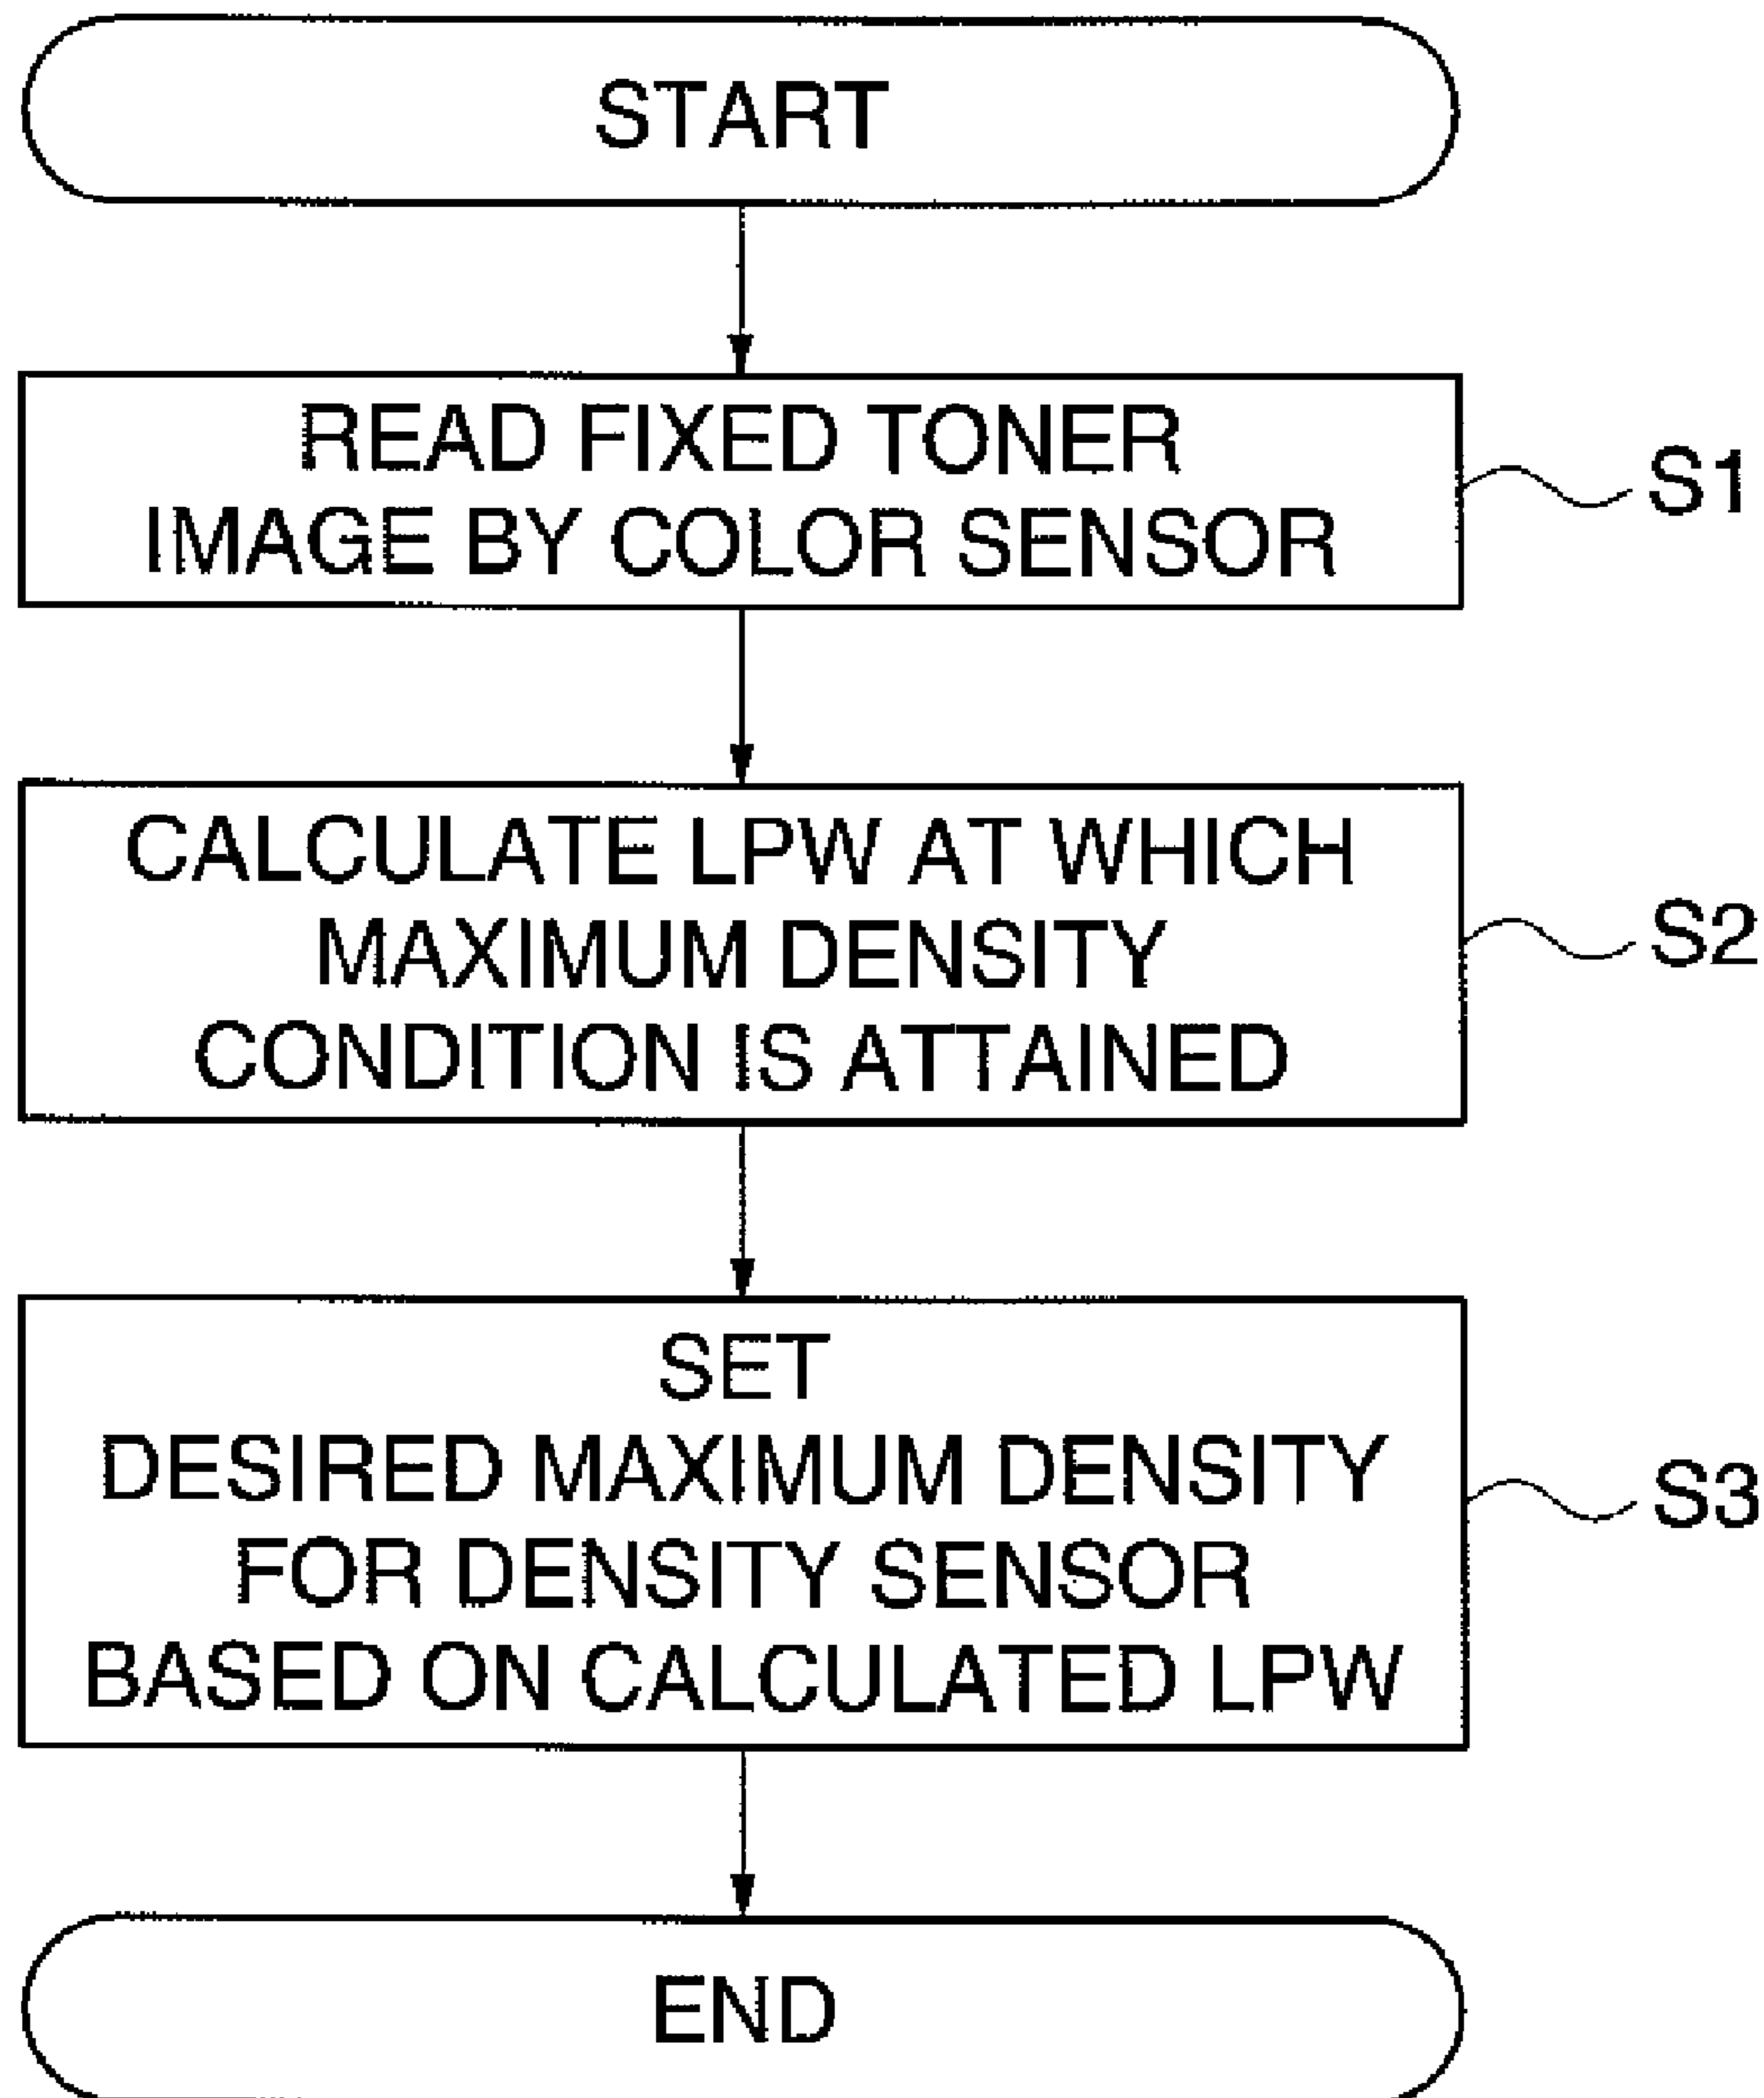 START
READ FIXED TONER
IMAGE BY COLOR SENSOR
S1
CALCULATE LPW AT WHICH
MAXIMUM DENSITY
CONDITION IS ATTAINED
S2
SET
DESIRED MAXIMUM DENSITY
FOR DENSITY SENSOR
BASED ON CALCULATED LPW
S3
END